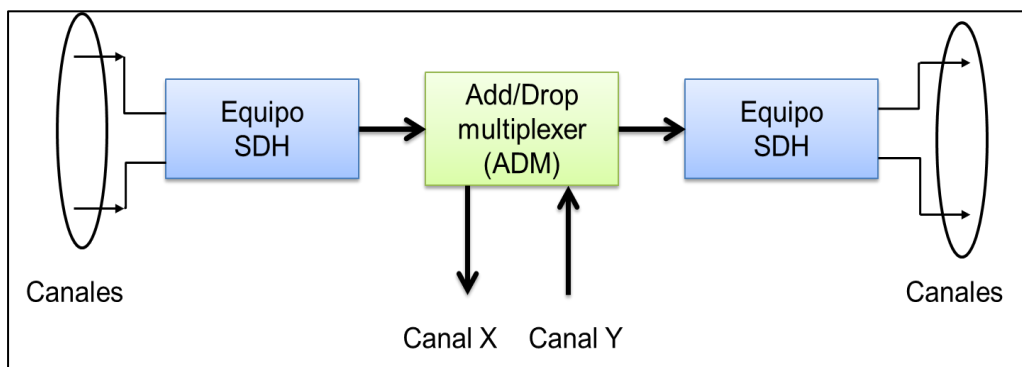 Equipo
SDH
Add/Drop
multiplexer
(ADM)
Equipo
SDH
Canales
Canales
Canal X
Canal Y